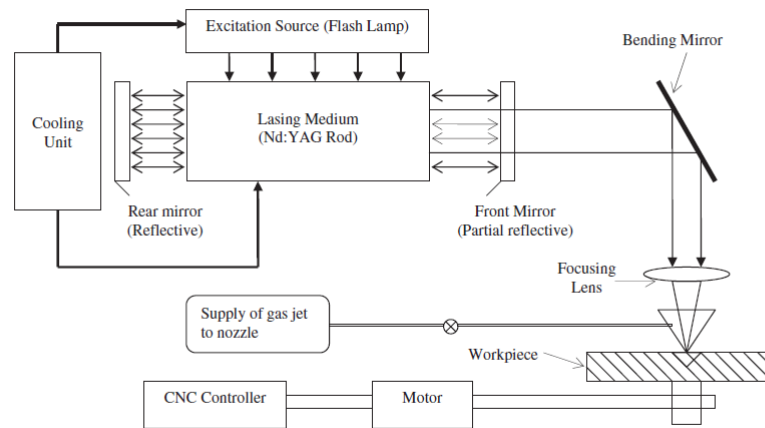 Excitation Source (Flash Lamp)
Bending Mirror
Cooling
Unit
Lasing Medium
(Nd:YAG Rod)
Rear mirror
(Reflective)
Front Mirror
(Partial reflective)
Focusing
Lens
Supply of gas jet
to nozzle
Workpiece
CNC Controller
Motor